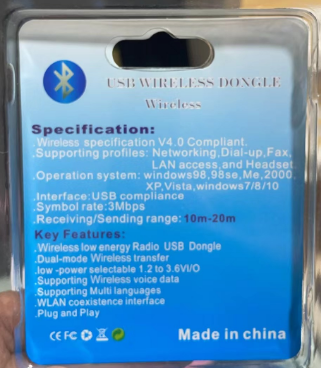 USB WIRELESS DONGLE
Wireless
Specification:
.Wireless specification V4.0 Compliant.
.Supporting profiles: Networking,Dial-up,Fax,
LAN access,and Headset
.Operation system: windows98,98se,Me,2000,
XP,Vista,windows7/8/10
.Interface:USB compliance
.Symbol rate:3Mbps
.Receiving/Sending range: 10m-20m
Key Features:
.Wireless low energy Radio USB Dongle
.Dual-mode Wireless transfer
.low -power selectable 1.2 to 3.6VI/O
.Supporting Wireless voice data
.Supporting Multi languages
.WLAN coexistence interface
.Plug and Play
CE FC Made in china